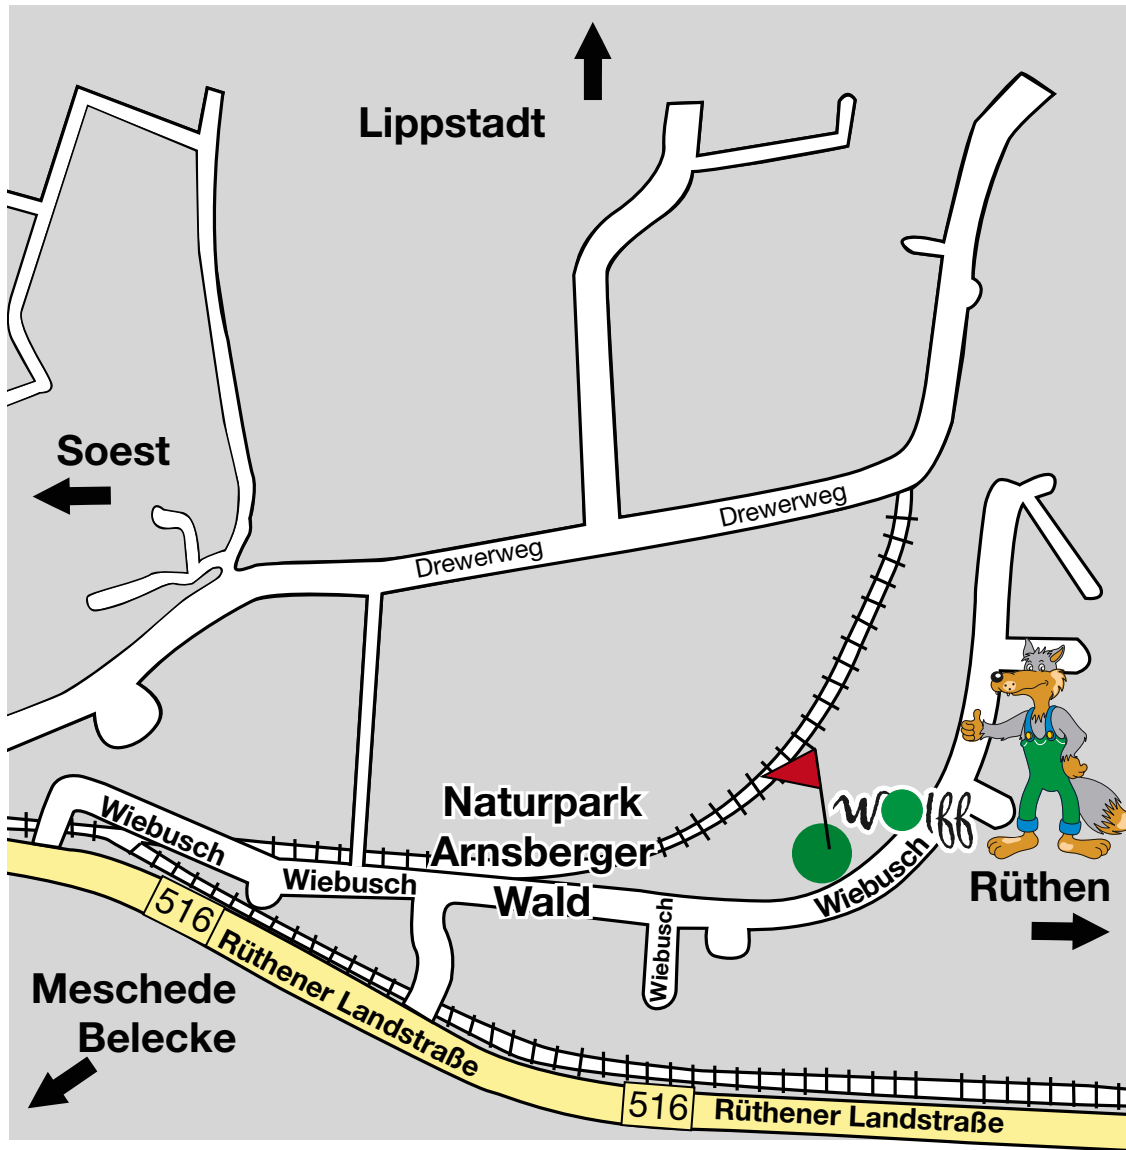 Lippstadt
Soest
Drewerweg
Drewerweg
Wiebusch
Naturpark
Arnsberger
Wald
Wolff
Wiebusch
Wiebusch
Wiebusch
Rüthen
516
Rüthener Landstraße
Meschede
Belecke
516
Rüthener Landstraße